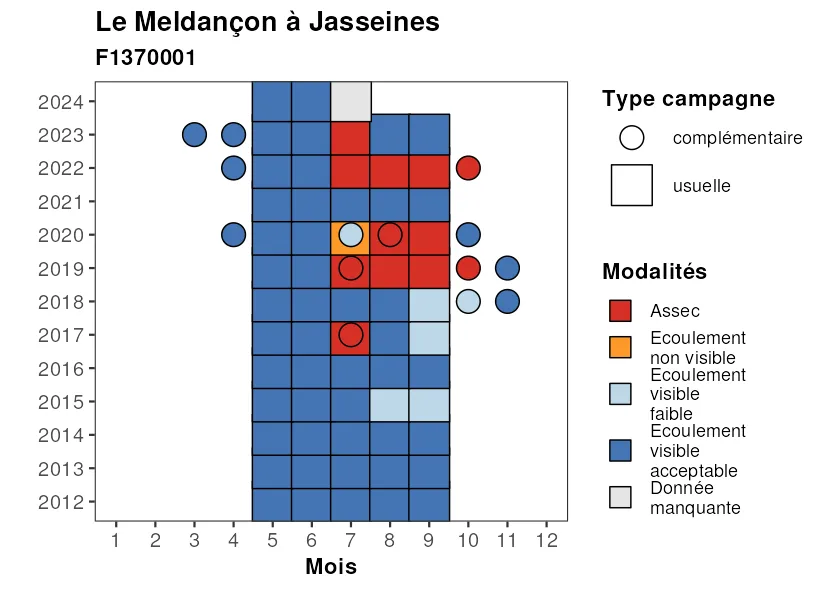 Le Meldançon à Jasseines
F1370001
2024
2023
2022
2021
2020
2019
2018
2017
2016
2015
2014
2013
2012
1 2 3 4 5 6 7 8 9 10 11 12
Mois
Type campagne
complémentaire
usuelle
Modalités
Assec
Ecoulement
non visible
Ecoulement
visible
faible
Ecoulement
visible
acceptable
Donnée
manquante